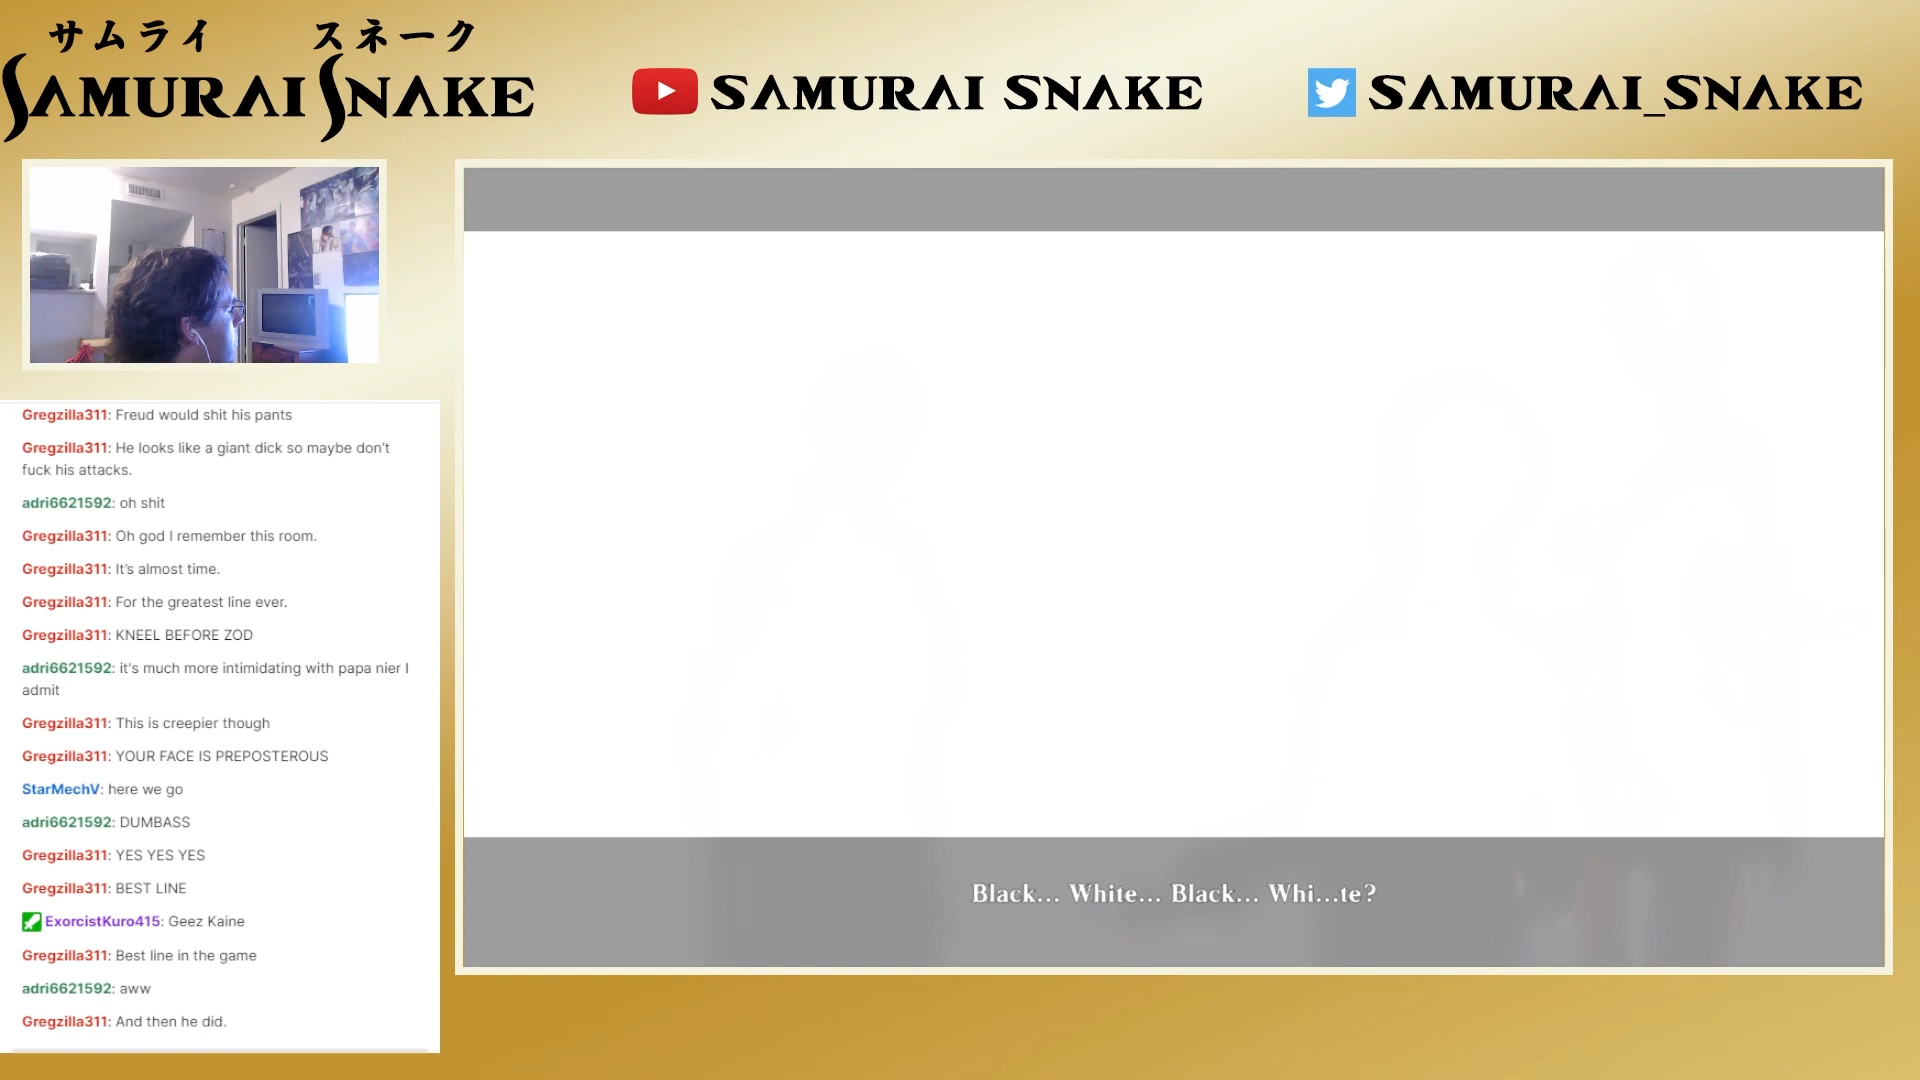 サムライ スネーク
SAMURAI SNAKE
SAMURAI SNAKE
SAMURAI_SNAKE
Gregzilla311: Freud would shit his pants
Gregzilla311: He looks like a giant dick so maybe don't
fuck his attacks.
adri6621592: oh shit
Gregzilla311: Oh god I remember this room.
Gregzilla311: It's almost time.
Gregzilla311: For the greatest line ever.
Gregzilla311: KNEEL BEFORE ZOD
adri6621592: it's much more intimidating with papa nier I
admit
Gregzilla311: This is creepier though
Gregzilla311: YOUR FACE IS PREPOSTEROUS
StarMechV: here we go
adri6621592: DUMBASS
Gregzilla311: YES YES YES
Gregzilla311: BEST LINE
ExorcistKuro415: Geez Kaine
Gregzilla311: Best line in the game
adri6621592: aww
Gregzilla311: And then he did.
Black... White... Black... Whi...te?